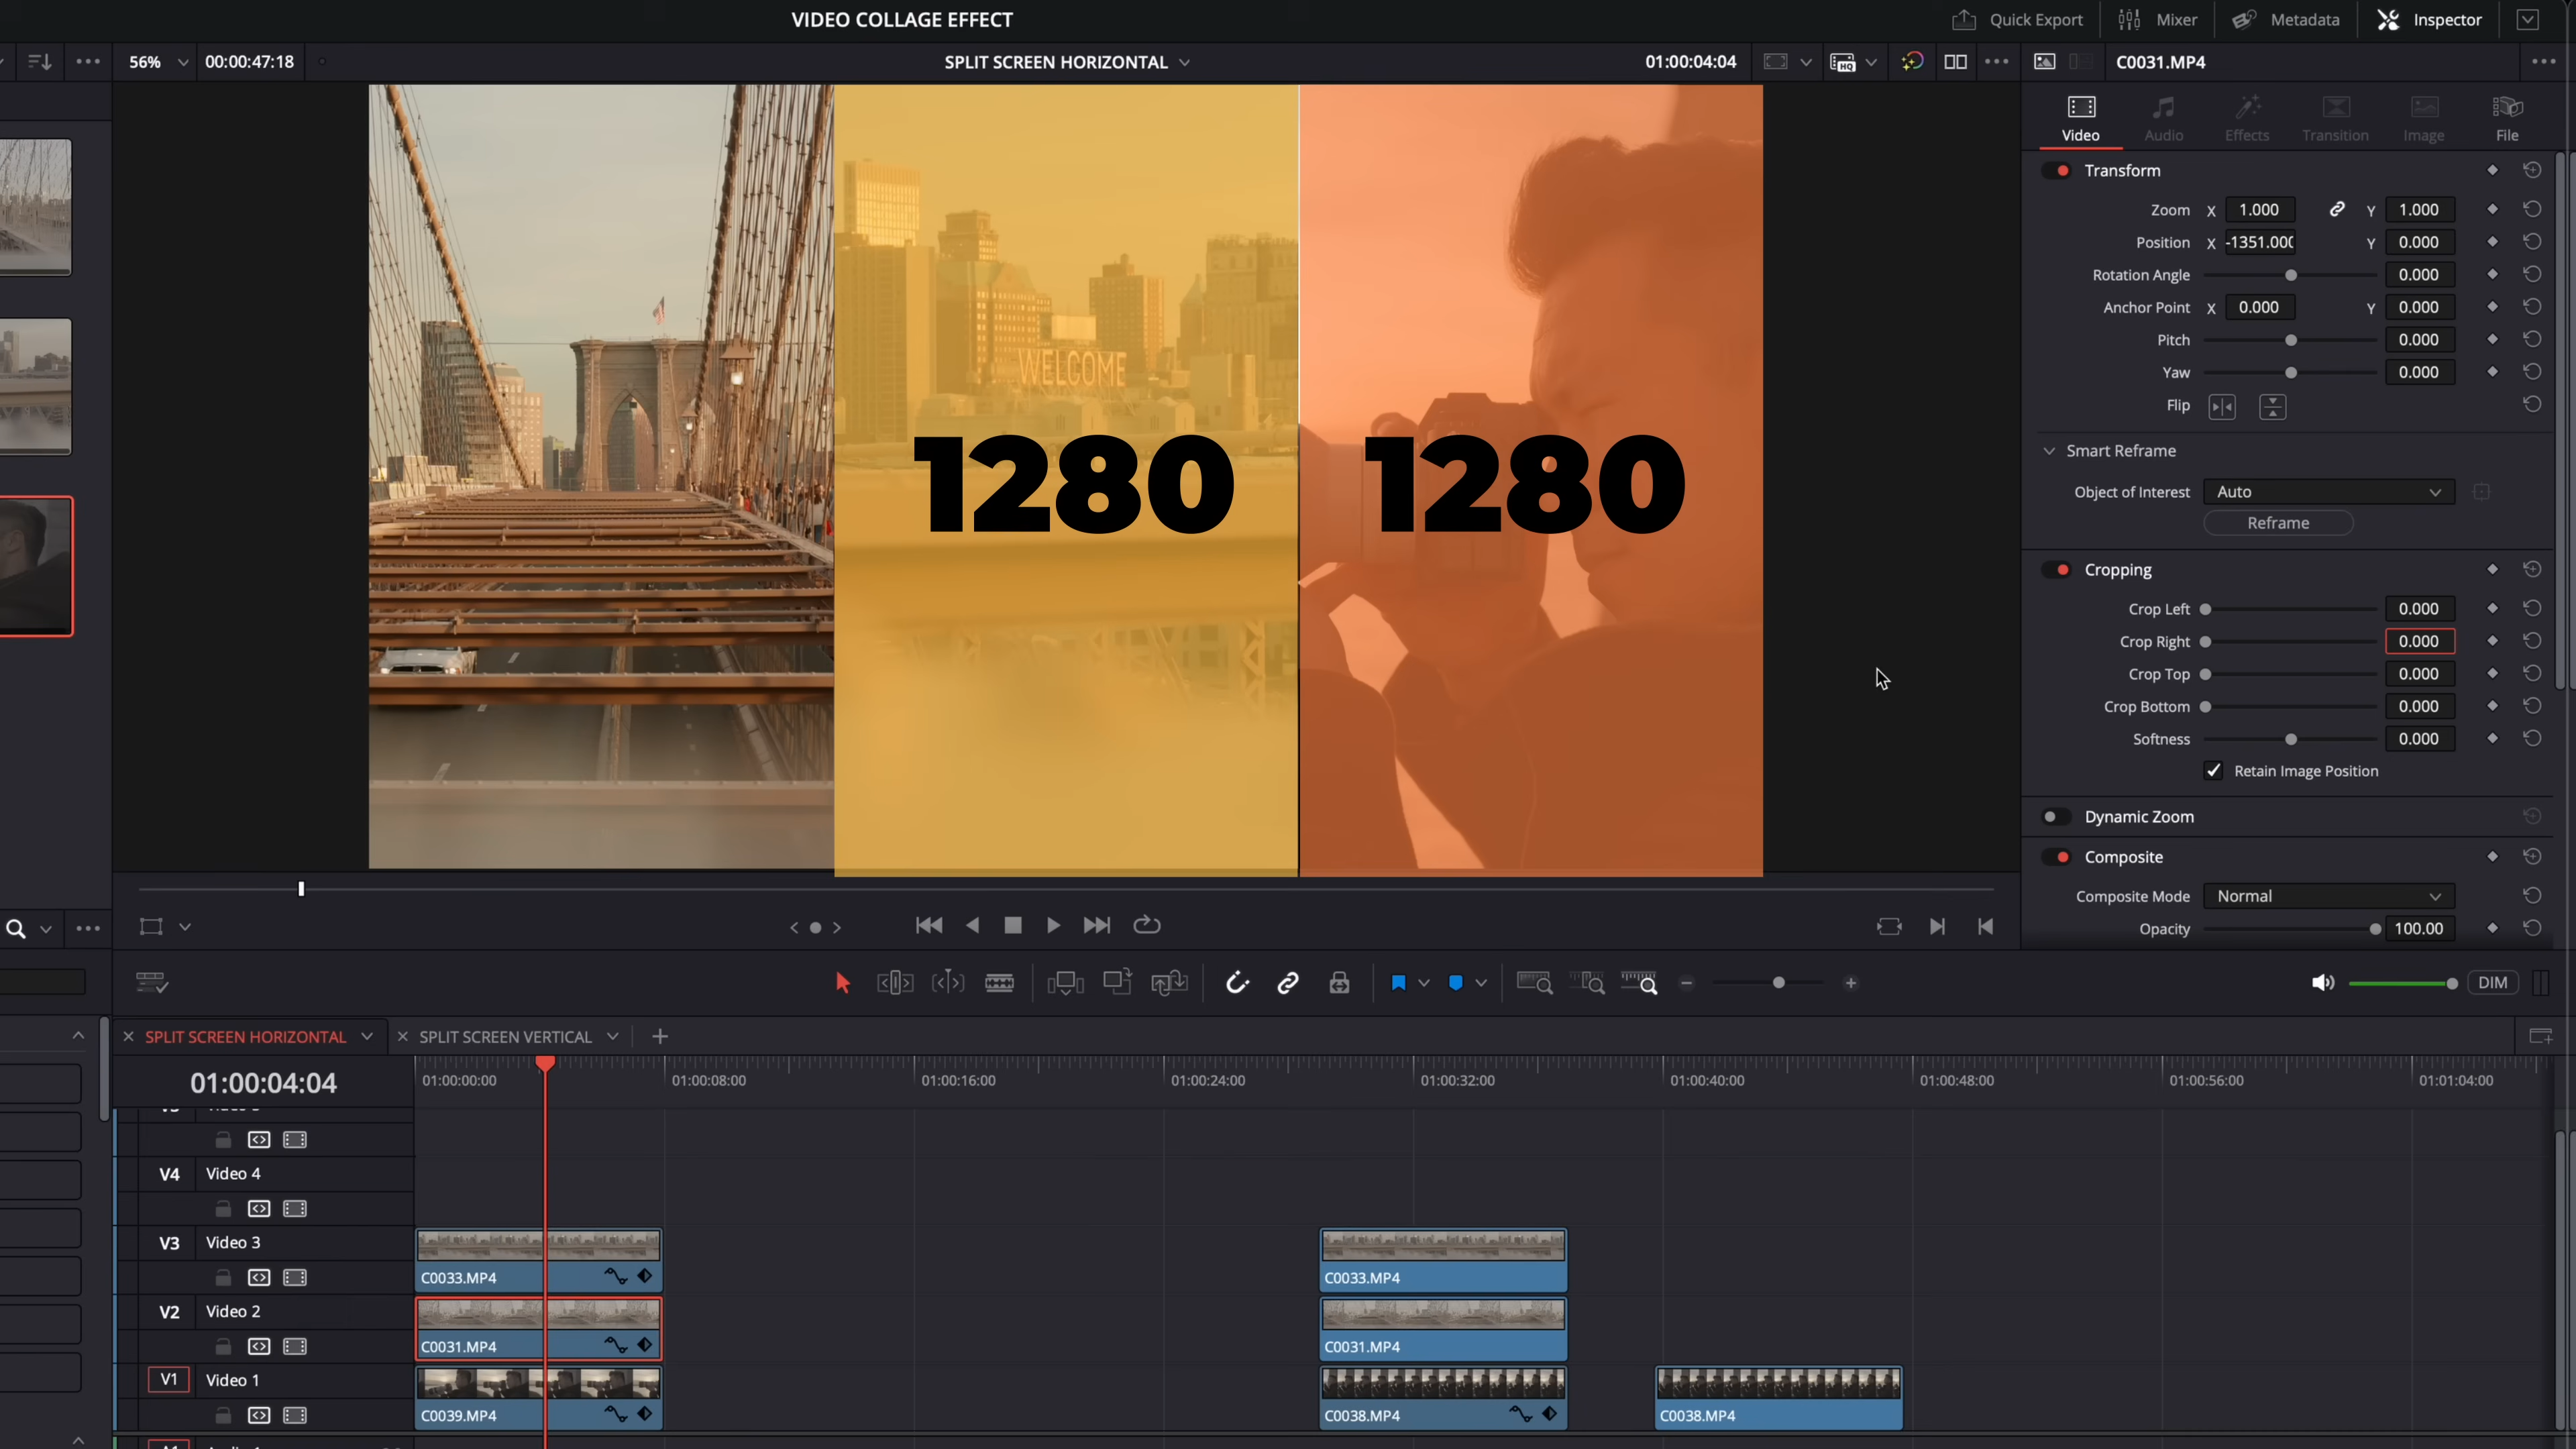 VIDEO COLLAGE EFFECT
Quick Export
Mixer
Metadata
Inspector
56%
00:00:47:18
SPLIT SCREEN HORIZONTAL
01:00:04:04
HQ
C0031.MP4
Video
Audio
Effects
Transition
Image
File
Transform
Zoom X 1.000 Y 1.000
Position X -1351.000 Y 0.000
Rotation Angle 0.000
Anchor Point X 0.000 Y 0.000
Pitch 0.000
Yaw 0.000
Flip
Smart Reframe
Object of Interest Auto
Reframe
Cropping
Crop Left 0.000
Crop Right 0.000
Crop Top 0.000
Crop Bottom 0.000
Softness 0.000
Retain Image Position
Dynamic Zoom
Composite
Composite Mode Normal
Opacity 100.00
WELCOME
1280
1280
DIM
SPLIT SCREEN HORIZONTAL
SPLIT SCREEN VERTICAL
01:00:04:04
01:00:00:00
01:00:08:00
01:00:16:00
01:00:24:00
01:00:32:00
01:00:40:00
01:00:48:00
01:00:56:00
01:01:04:00
V4 Video 4
V3 Video 3
C0033.MP4
C0033.MP4
V2 Video 2
C0031.MP4
C0031.MP4
V1 Video 1
C0039.MP4
C0038.MP4
C0038.MP4